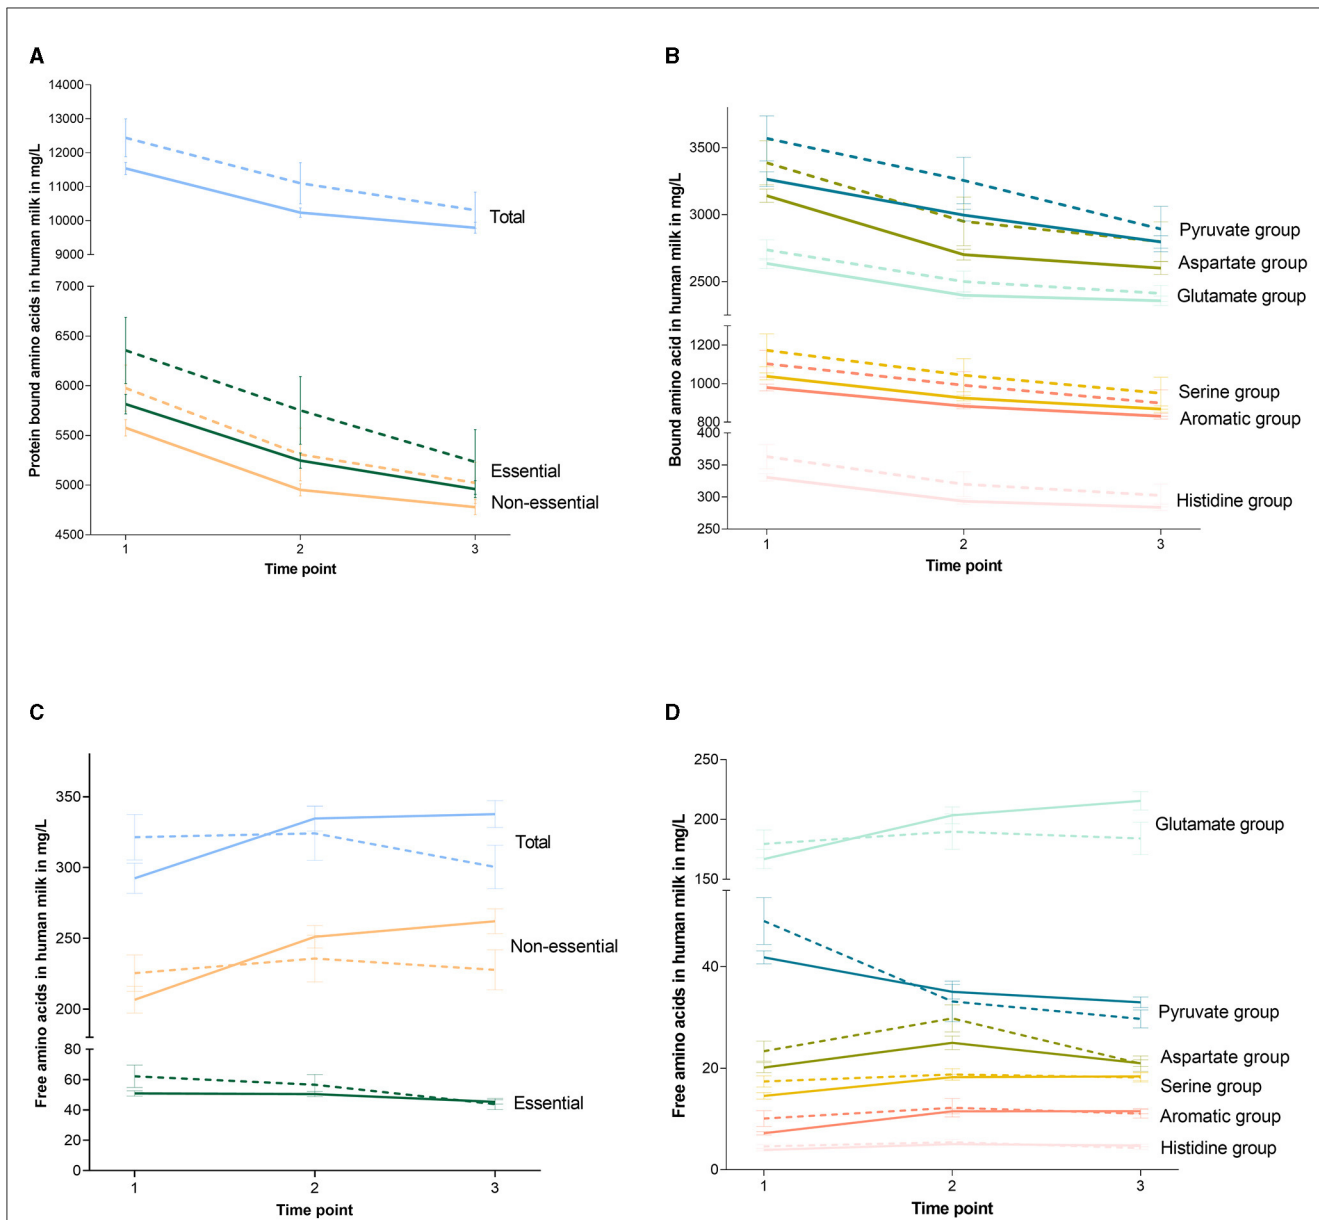 A
Protein bound amino acids in human milk in mg/L
14000
13000
12000
11000
10000
9000
7000
6500
6000
5500
5000
4500
Total
Essential
Non-essential
1
2
3
Time point
B
Bound amino acid in human milk in mg/L
3500
3000
2500
1200
1000
800
400
350
300
250
Pyruvate group
Aspartate group
Glutamate group
Serine group
Aromatic group
Histidine group
1
2
3
Time point
C
Free amino acids in human milk in mg/L
350
300
250
200
80
60
40
20
0
Total
Non-essential
Essential
1
2
3
Time point
D
Free amino acids in human milk in mg/L
250
200
150
40
20
0
Glutamate group
Pyruvate group
Aspartate group
Serine group
Aromatic group
Histidine group
1
2
3
Time point